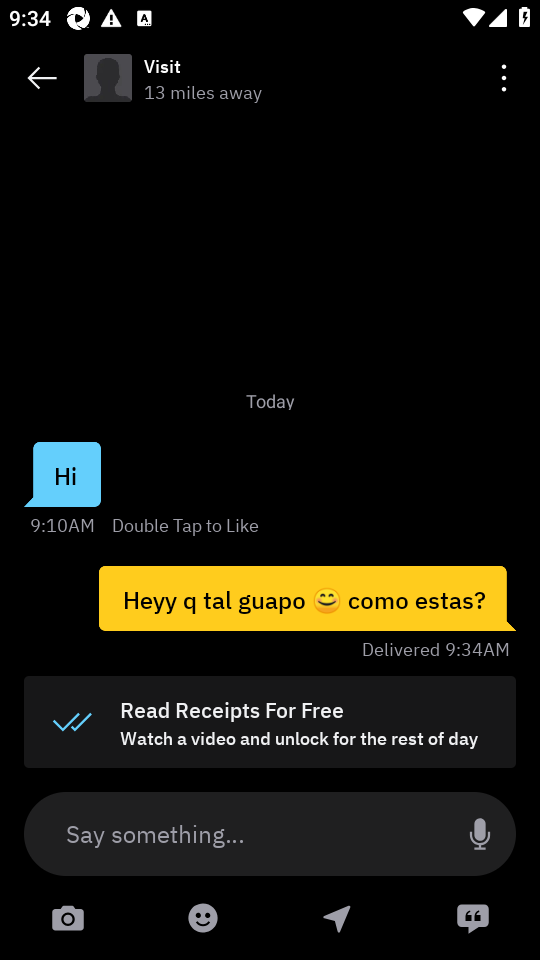 9:34
Visit
13 miles away
Today
Hi
9:10AM Double Tap to Like
Heyy q tal guapo 😊 como estas?
Delivered 9:34AM
Read Receipts For Free
Watch a video and unlock for the rest of day
Say something...